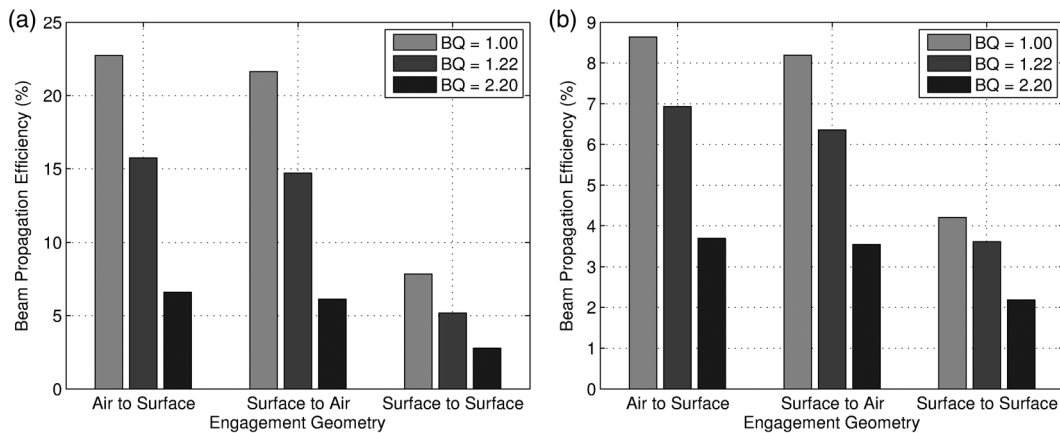 (a)
25
20
15
10
5
0
Beam Propagation Efficiency (%)
BQ = 1.00
BQ = 1.22
BQ = 2.20
Air to Surface Surface to Air Surface to Surface
Engagement Geometry
(b)
9
8
7
6
5
4
3
2
1
0
Beam Propagation Efficiency (%)
BQ = 1.00
BQ = 1.22
BQ = 2.20
Air to Surface Surface to Air Surface to Surface
Engagement Geometry